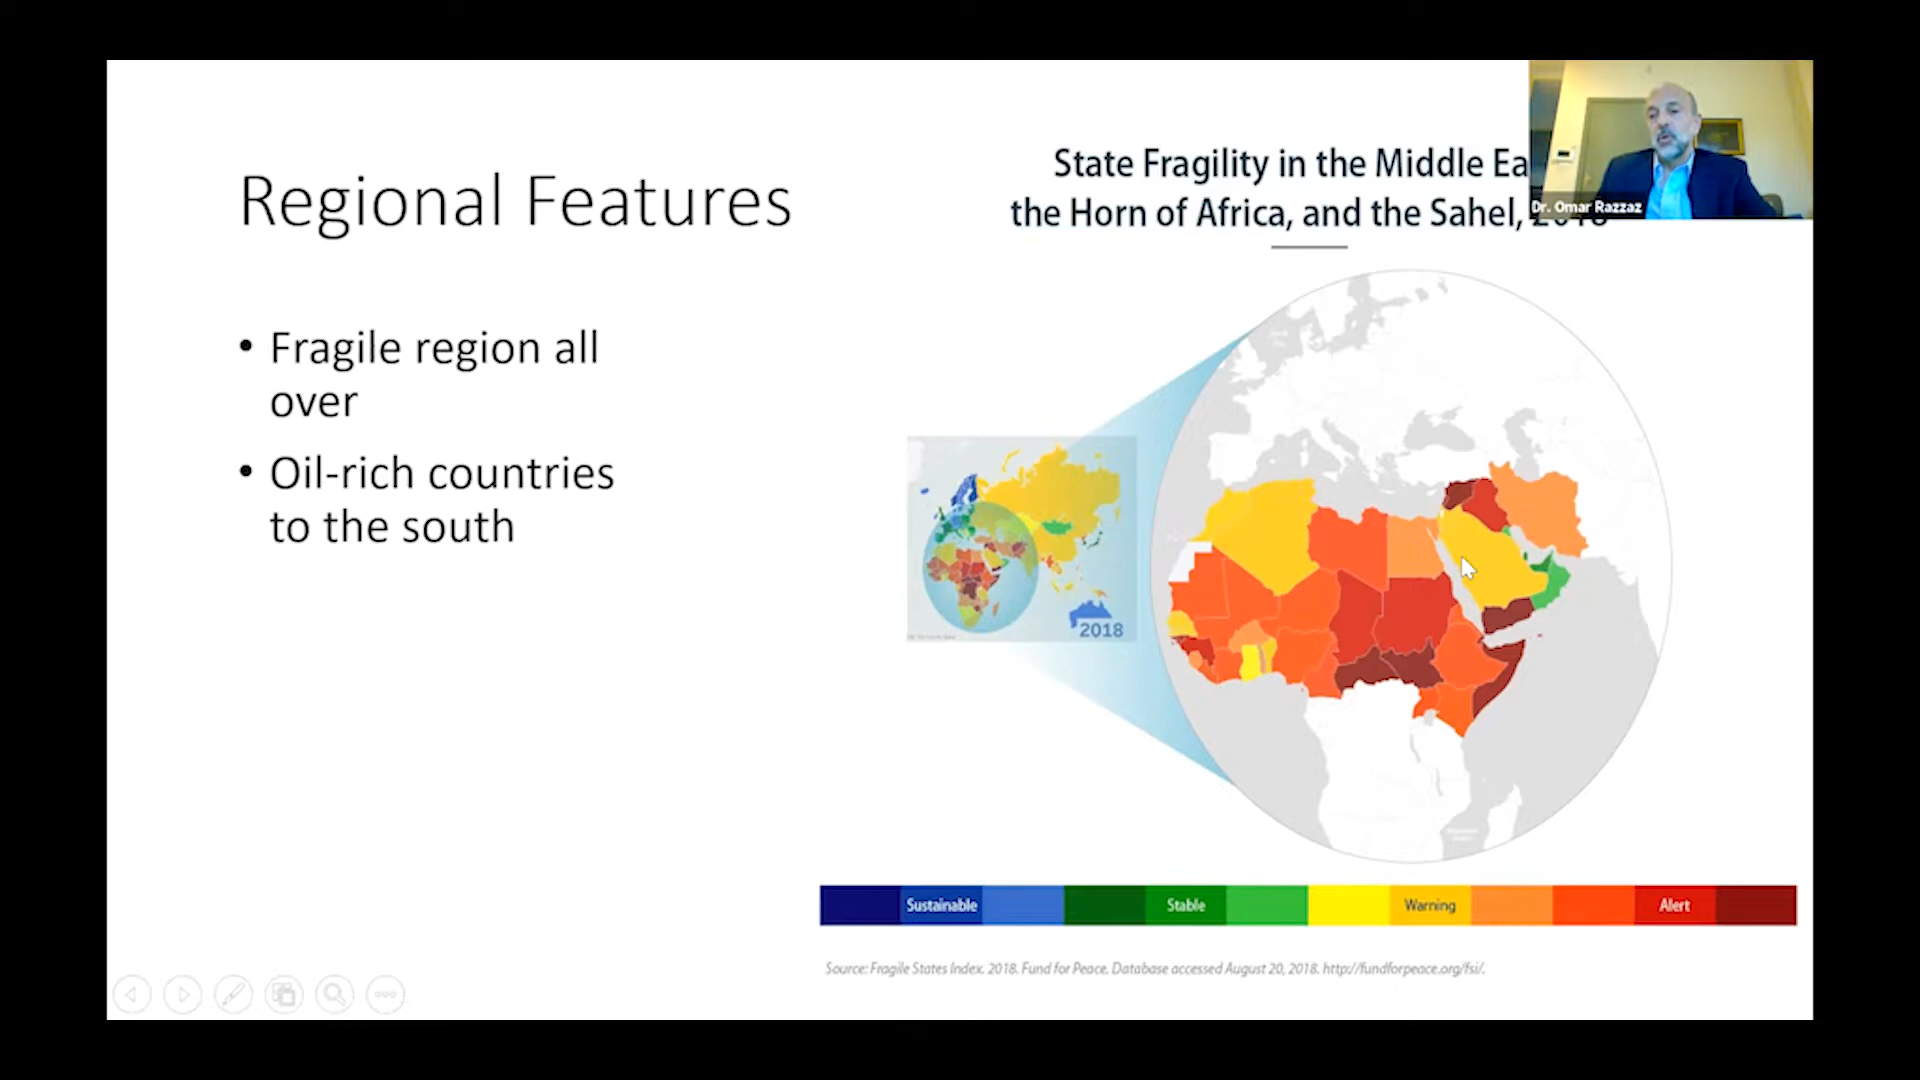 Regional Features
• Fragile region all
over
• Oil-rich countries
to the south
State Fragility in the Middle Ea
the Horn of Africa, and the Sahel, 2018
Dr. Omar Razzaz
2018
Sustainable
Stable
Warning
Alert
Source: Fragile States Index. 2018. Fund for Peace. Database accessed August 20, 2018. http://fundforpeace.org/fsi/.